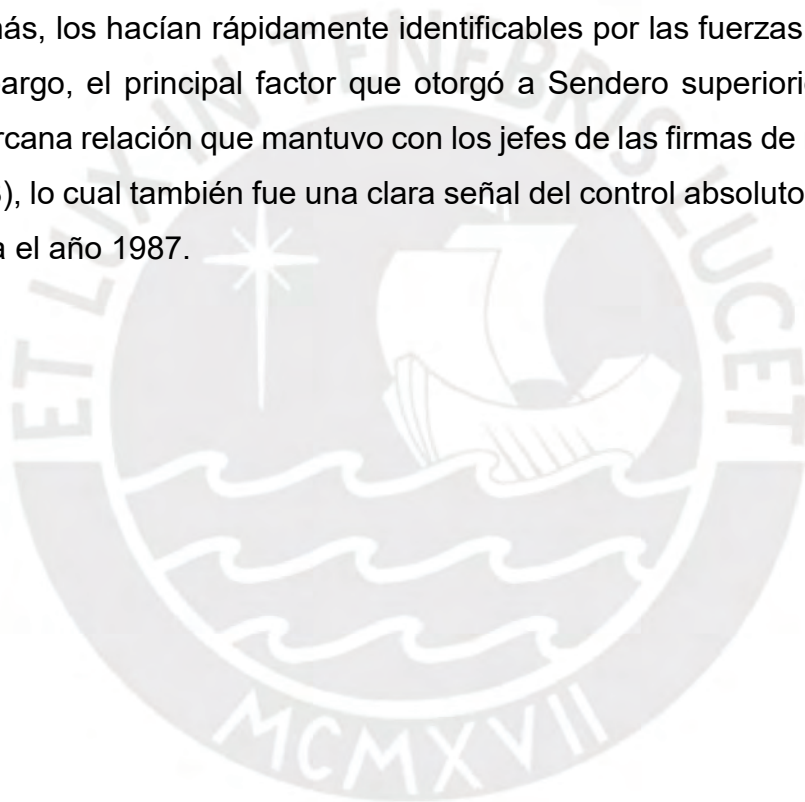 más, los hacían rápidamente identificables por las fuerzas
argo, el principal factor que otorgó a Sendero superiori
rcana relación que mantuvo con los jefes de las firmas de
), lo cual también fue una clara señal del control absoluto
a el año 1987.
ET LUX IN TENEBRIS LUCET
MCMXVII